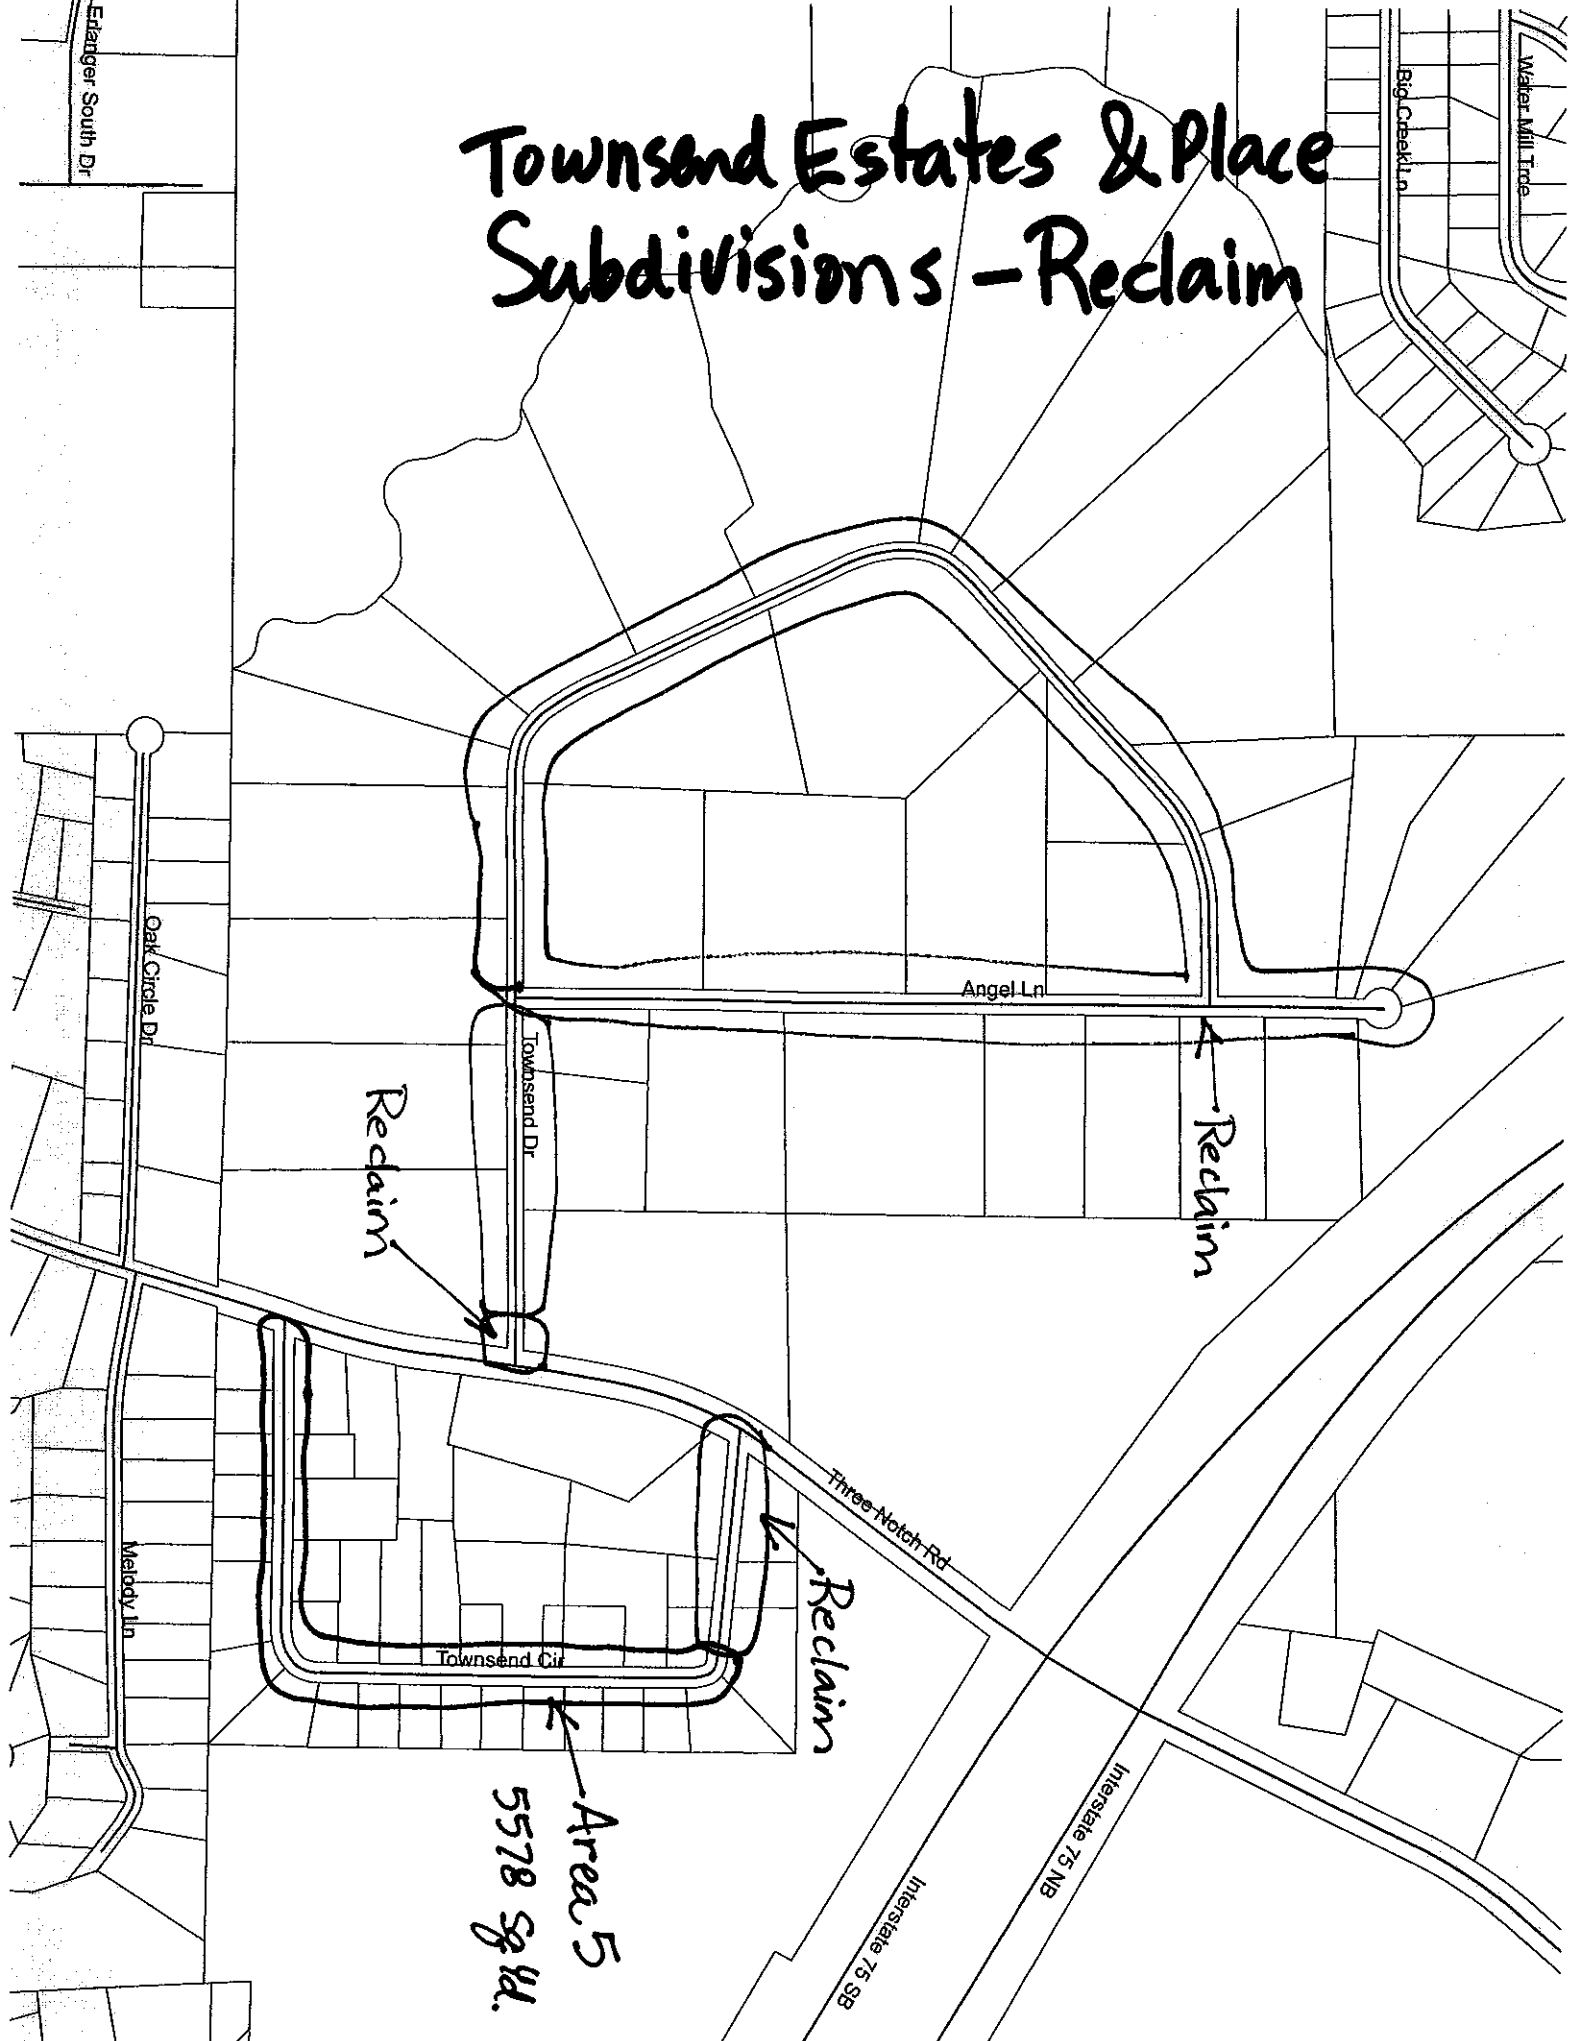 Townsend Estates & Place
Subdivisions - Reclaim
Erlanger South Dr
Big Creek Ln
Water Mill Trce
Angel Ln
Townsend Dr
Oak Circle Dr
Reclaim
Reclaim
Three Notch Rd
Reclaim
Townsend Cir
Melody Ln
Area 5
5578 Sq Yd.
Interstate 75 NB
Interstate 75 SB